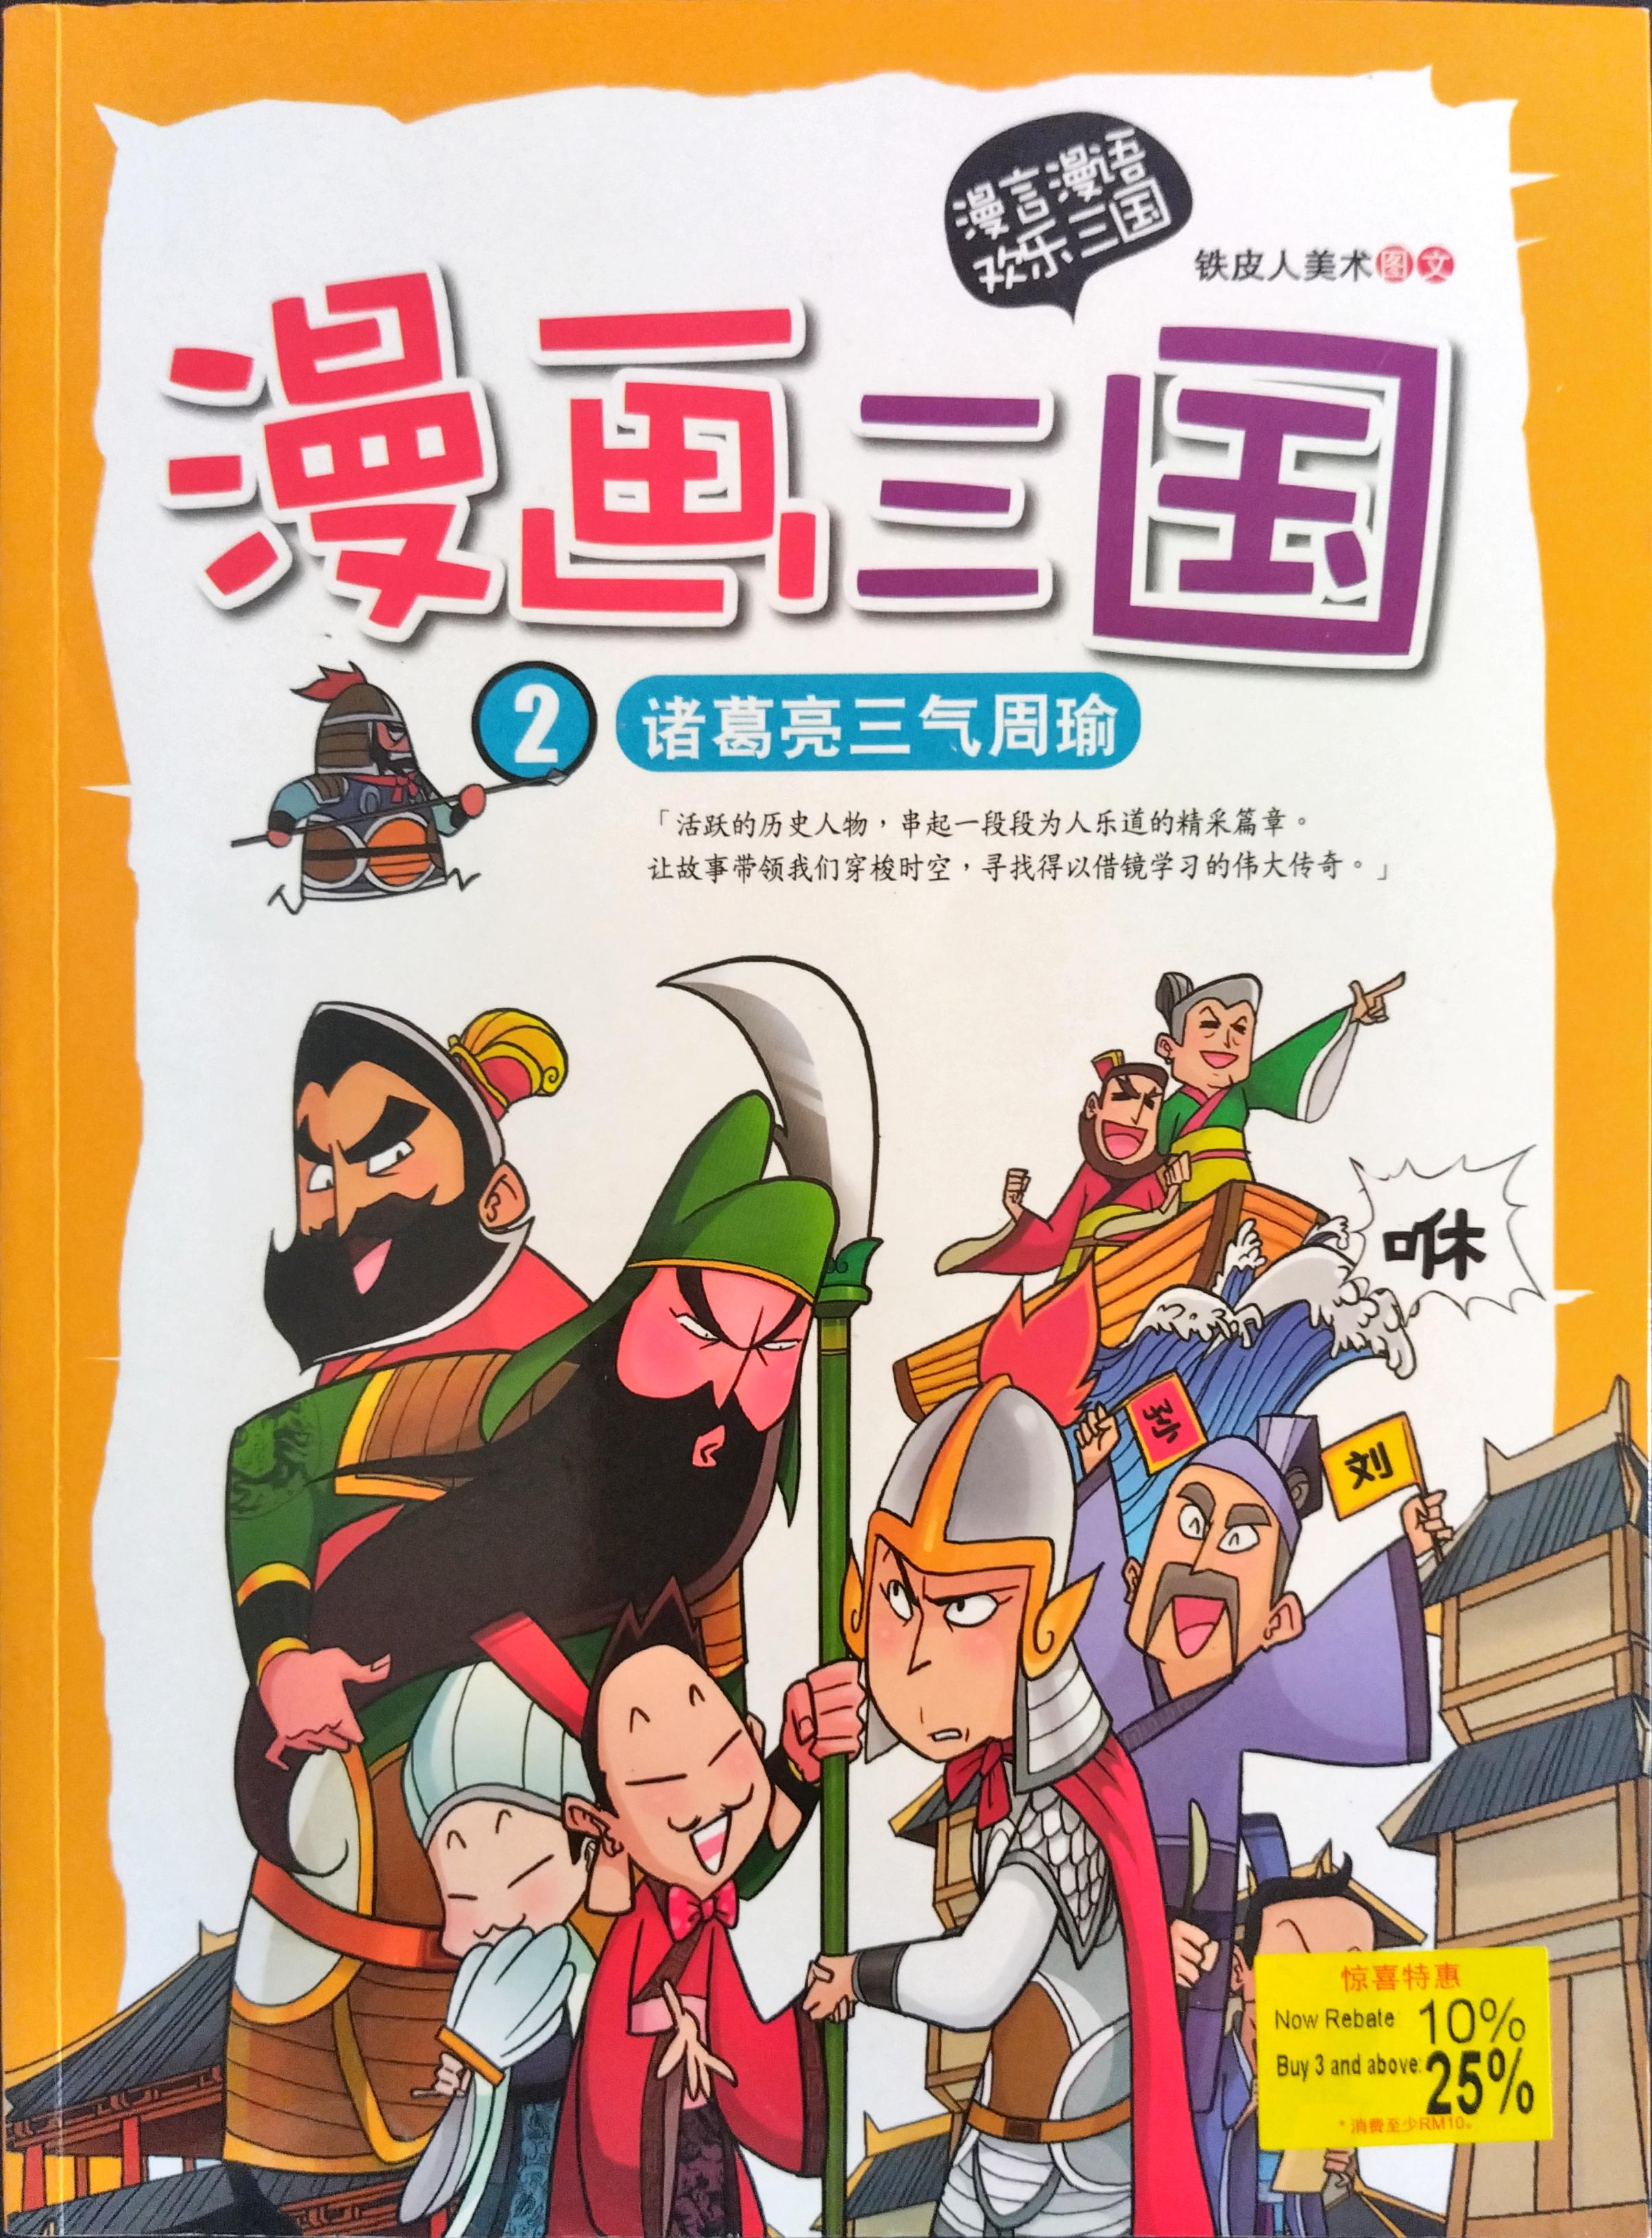 漫言漫语
欢乐三国
铁皮人美术图文
漫画三国
2 诸葛亮三气周瑜
「活跃的历史人物，串起一段段为人乐道的精采篇章。
让故事带领我们穿梭时空，寻找得以借镜学习的伟大传奇。」
咻
孙
刘
惊喜特惠
Now Rebate: 10%
Buy 3 and above: 25%
*消费至少RM10。